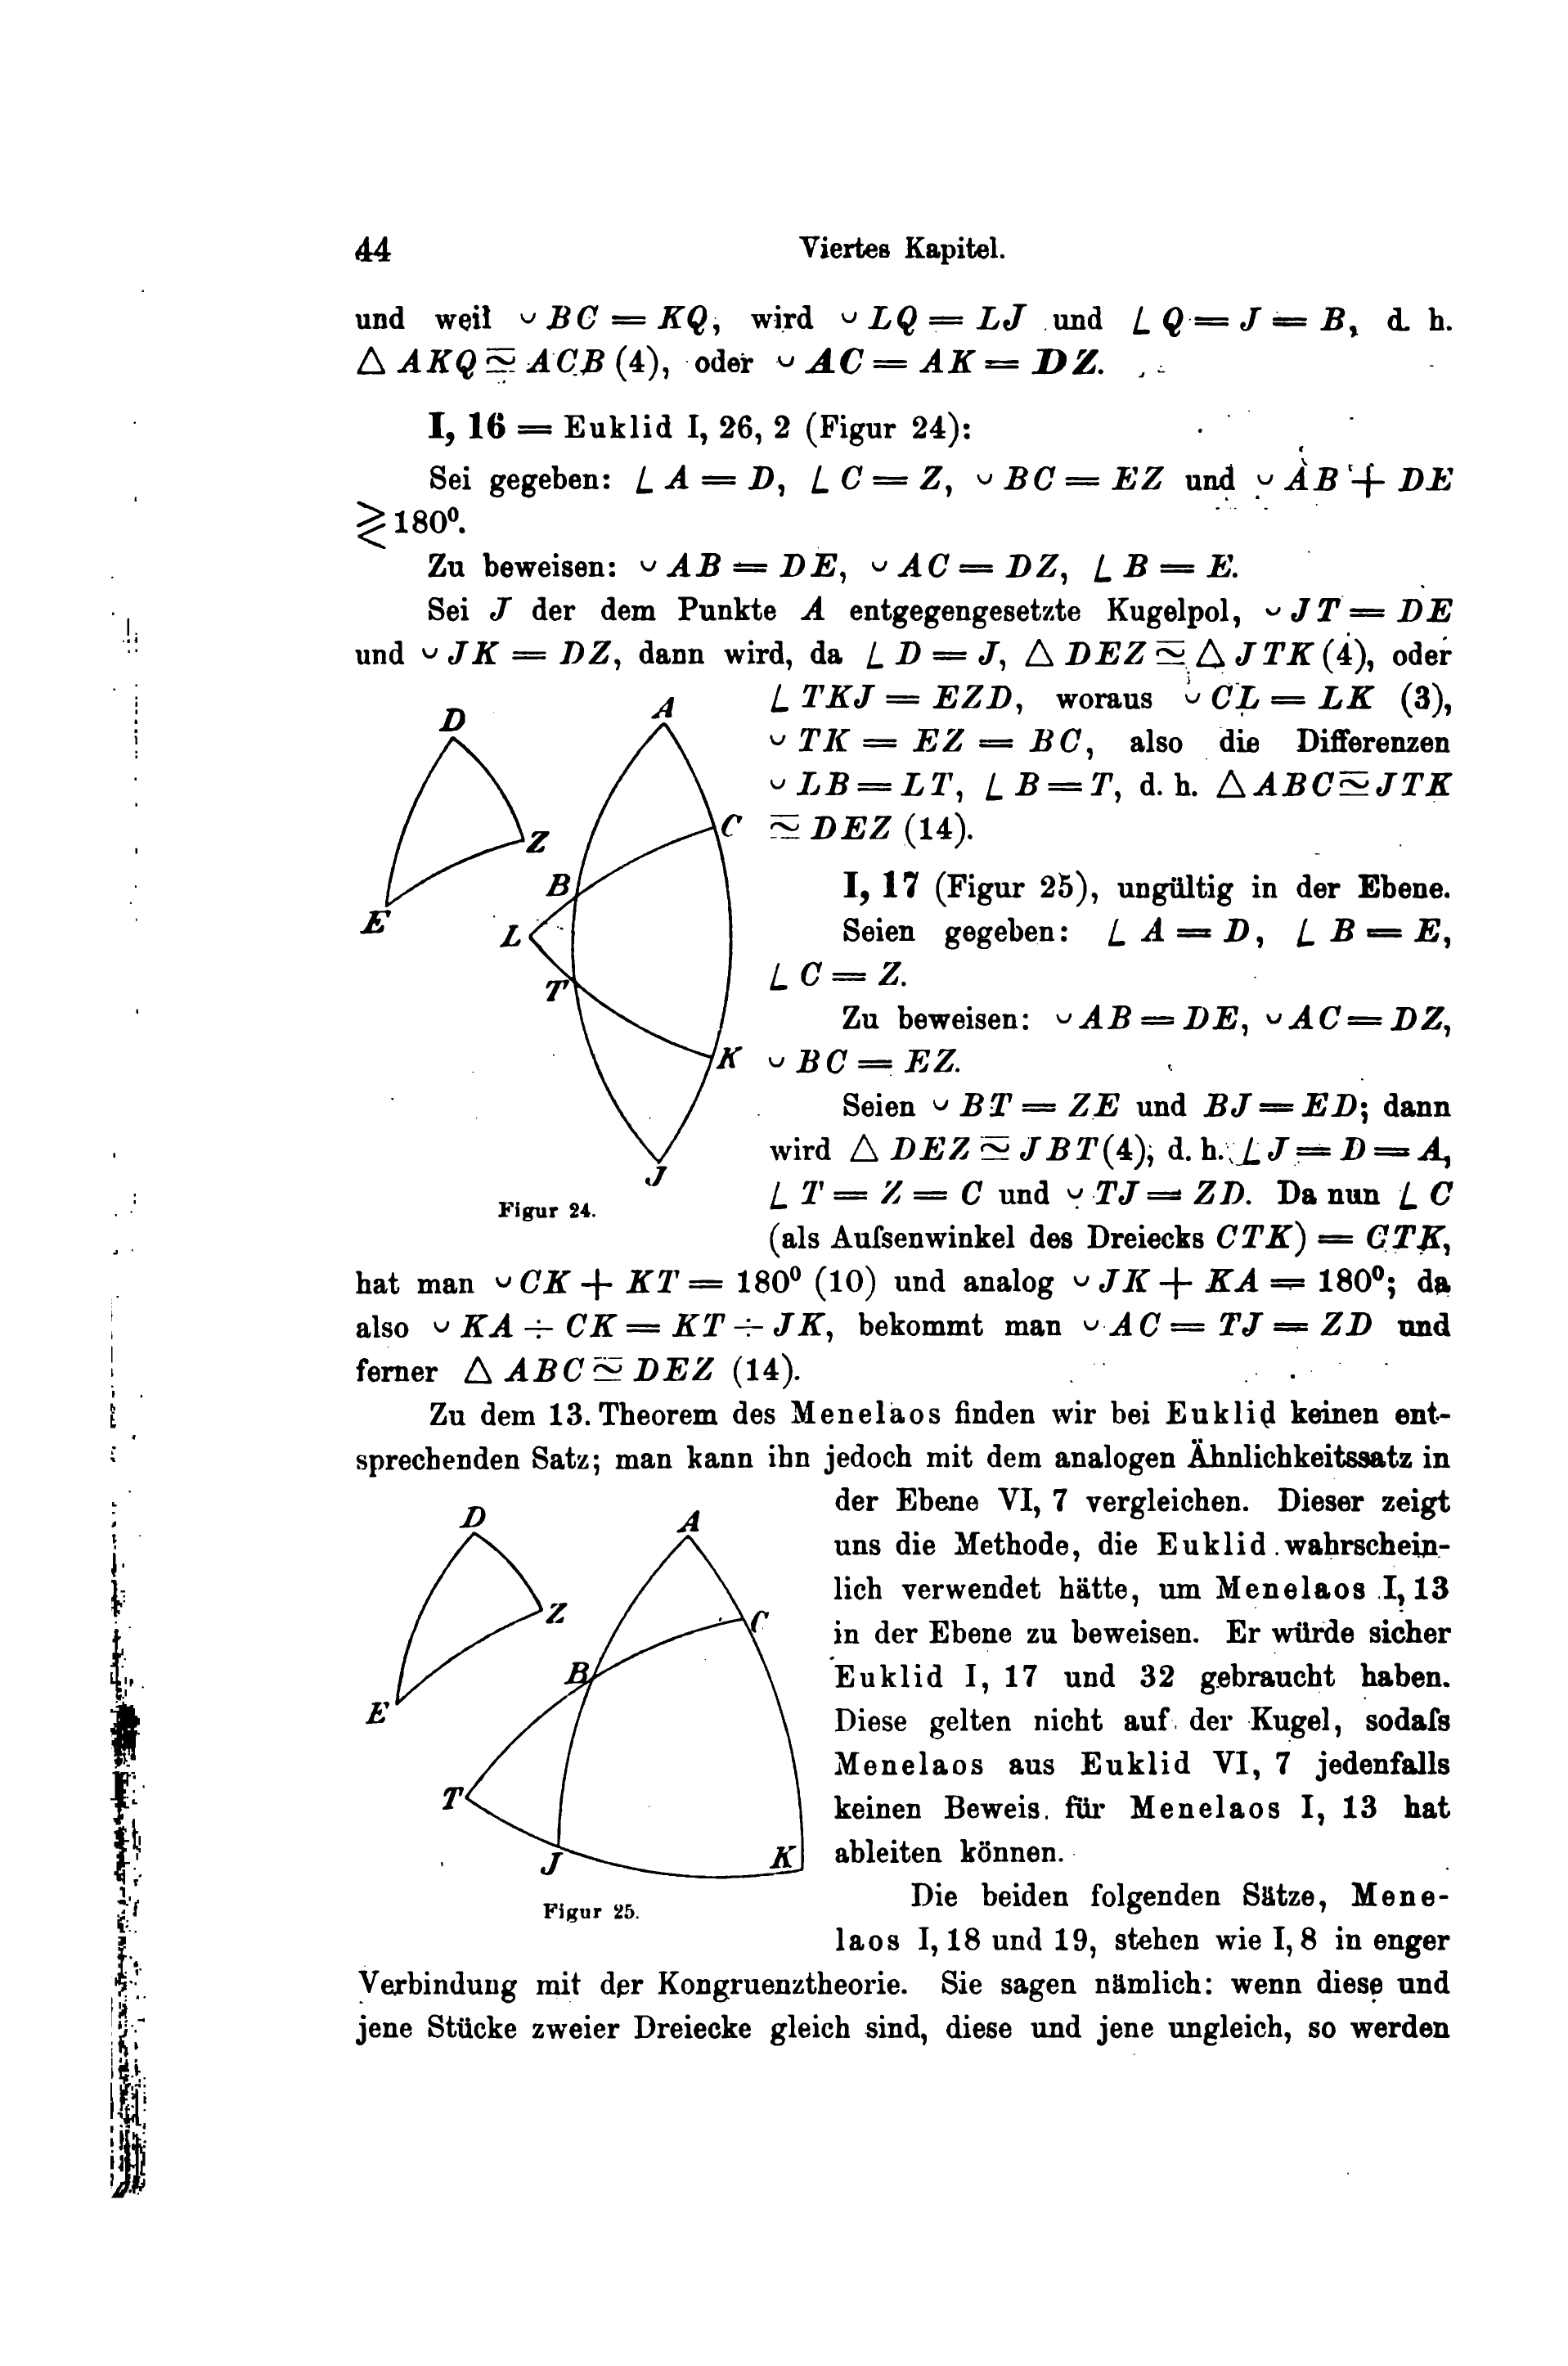 44 Viertes Kapitel.
und weil ⌣ BC = KQ, wird ⌣ LQ = LJ und ∠ Q = J = B, d. h.
△ AKQ ≅ ACB (4), oder ⌣ AC = AK = DZ.
I, 16 = Euklid I, 26, 2 (Figur 24):
Sei gegeben: ∠ A = D, ∠ C = Z, ⌣ BC = EZ und ⌣ AB + DE
⪌ 180⁰.
Zu beweisen: ⌣ AB = DE, ⌣ AC = DZ, ∠ B = E.
Sei J der dem Punkte A entgegengesetzte Kugelpol, ⌣ JT = DE
und ⌣ JK = DZ, dann wird, da ∠ D = J, △ DEZ ≅ △ JTK (4), oder
∠ TKJ = EZD, woraus ⌣ CL = LK (3),
⌣ TK = EZ = BC, also die Differenzen
⌣ LB = LT, ∠ B = T, d. h. △ ABC ≅ JTK
≅ DEZ (14).
D
A
Z
C
B
E
L
T
K
J
Figur 24.
I, 17 (Figur 25), ungültig in der Ebene.
Seien gegeben: ∠ A = D, ∠ B = E,
∠ C = Z.
Zu beweisen: ⌣ AB = DE, ⌣ AC = DZ,
⌣ BC = EZ.
Seien ⌣ BT = ZE und BJ = ED; dann
wird △ DEZ ≅ JBT (4), d. h. ∠ J = D = A,
∠ T = Z = C und ⌣ TJ = ZD. Da nun ∠ C
(als Aufsenwinkel des Dreiecks CTK) = CTK,
hat man ⌣ CK + KT = 180⁰ (10) und analog ⌣ JK + KA = 180⁰; da
also ⌣ KA ÷ CK = KT ÷ JK, bekommt man ⌣ AC = TJ = ZD und
ferner △ ABC ≅ DEZ (14).
Zu dem 13. Theorem des Menelaos finden wir bei Euklid keinen ent-
sprechenden Satz; man kann ihn jedoch mit dem analogen Ähnlichkeitssatz in
der Ebene VI, 7 vergleichen. Dieser zeigt
uns die Methode, die Euklid wahrschein-
lich verwendet hätte, um Menelaos I, 13
in der Ebene zu beweisen. Er würde sicher
Euklid I, 17 und 32 gebraucht haben.
Diese gelten nicht auf der Kugel, sodafs
Menelaos aus Euklid VI, 7 jedenfalls
keinen Beweis für Menelaos I, 13 hat
ableiten können.
D
A
Z
C
B
E
T
J
K
Figur 25.
Die beiden folgenden Sätze, Mene-
laos I, 18 und 19, stehen wie I, 8 in enger
Verbindung mit der Kongruenztheorie. Sie sagen nämlich: wenn diese und
jene Stücke zweier Dreiecke gleich sind, diese und jene ungleich, so werden